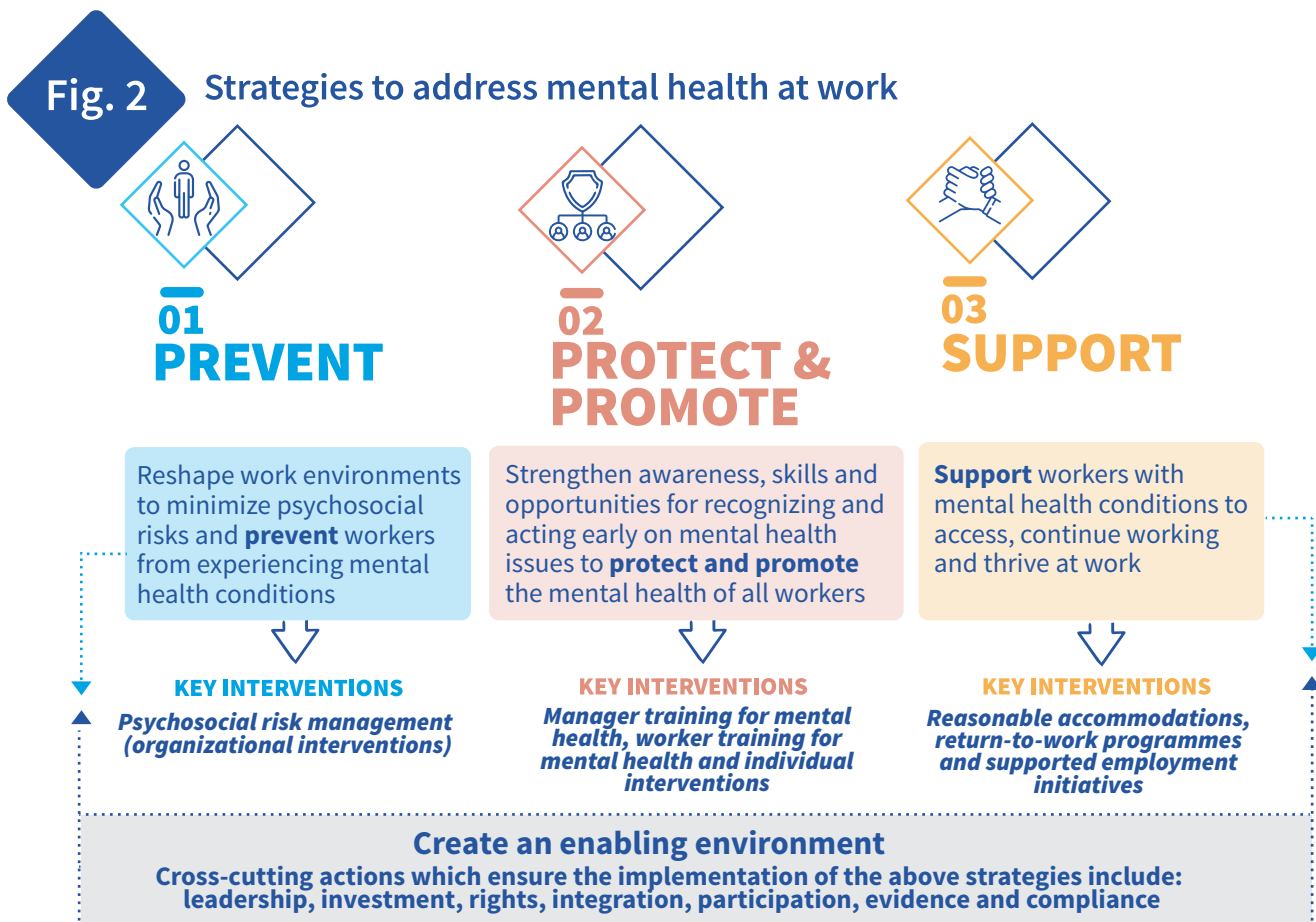 Fig. 2
Strategies to address mental health at work
01
PREVENT
Reshape work environments
to minimize psychosocial
risks and prevent workers
from experiencing mental
health conditions
KEY INTERVENTIONS
Psychosocial risk management
(organizational interventions)
02
PROTECT &
PROMOTE
Strengthen awareness, skills and
opportunities for recognizing and
acting early on mental health
issues to protect and promote
the mental health of all workers
KEY INTERVENTIONS
Manager training for mental
health, worker training for
mental health and individual
interventions
03
SUPPORT
Support workers with
mental health conditions to
access, continue working
and thrive at work
KEY INTERVENTIONS
Reasonable accommodations,
return-to-work programmes
and supported employment
initiatives
Create an enabling environment
Cross-cutting actions which ensure the implementation of the above strategies include:
leadership, investment, rights, integration, participation, evidence and compliance